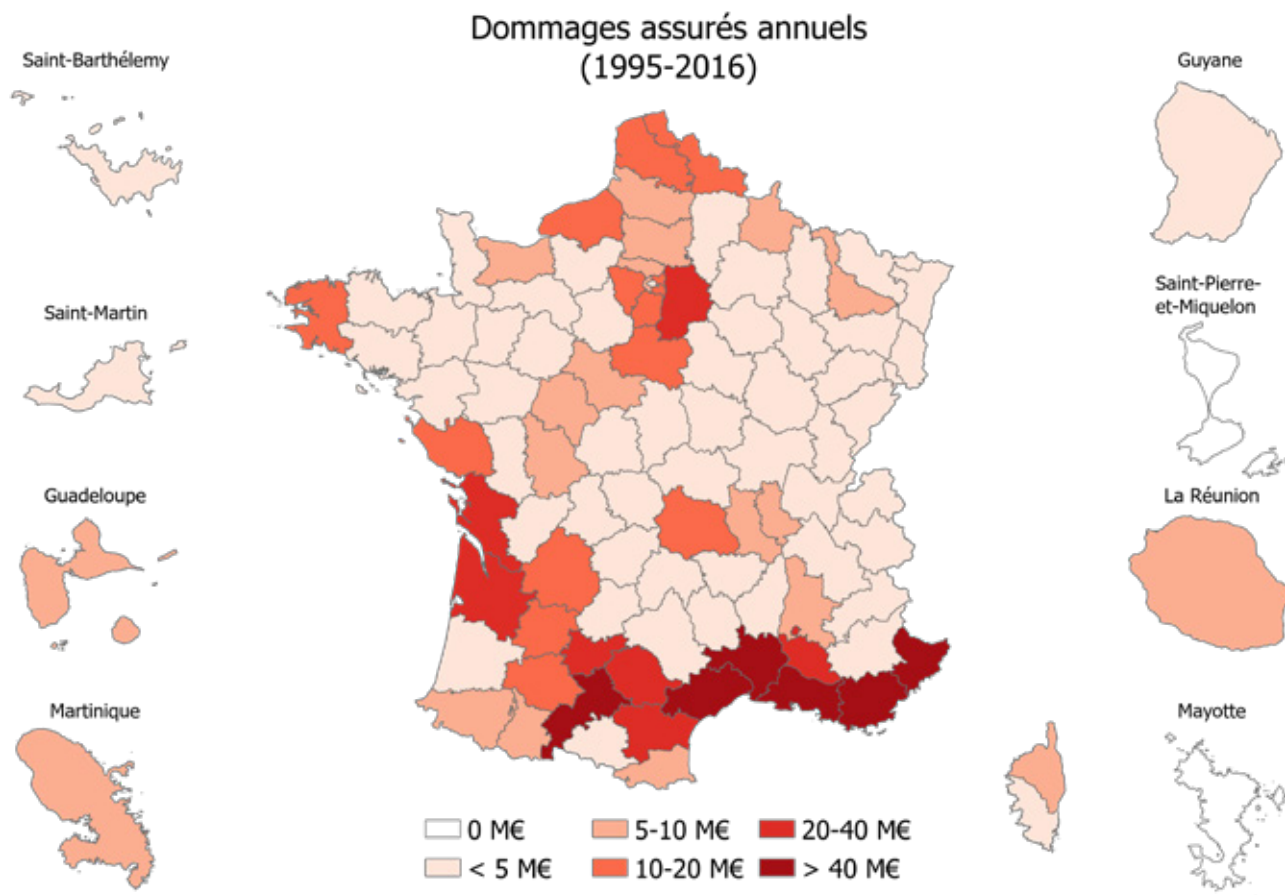 Dommages assurés annuels
(1995-2016)
Saint-Barthélemy
Guyane
Saint-Martin
Saint-Pierre-
et-Miquelon
Guadeloupe
La Réunion
Martinique
Mayotte
0 M€
5-10 M€
20-40 M€
< 5 M€
10-20 M€
> 40 M€